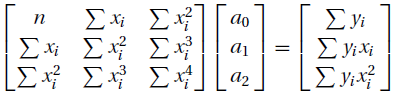 n ∑ xᵢ ∑ xᵢ² a₀ ∑ yᵢ
∑ xᵢ ∑ xᵢ² ∑ xᵢ³ a₁ = ∑ yᵢxᵢ
∑ xᵢ² ∑ xᵢ³ ∑ xᵢ⁴ a₂ ∑ yᵢxᵢ²